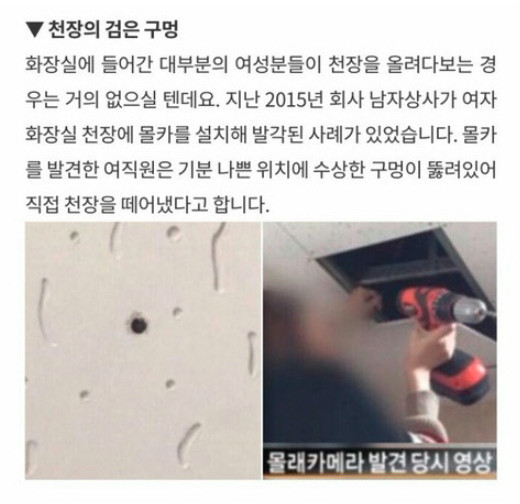 ▼ 천장의 검은 구멍
화장실에 들어간 대부분의 여성분들이 천장을 올려다보는 경
우는 거의 없으실 텐데요. 지난 2015년 회사 남자상사가 여자
화장실 천장에 몰카를 설치해 발각된 사례가 있었습니다. 몰카
를 발견한 여직원은 기분 나쁜 위치에 수상한 구멍이 뚫려있어
직접 천장을 떼어냈다고 합니다.
몰래카메라 발견 당시 영상